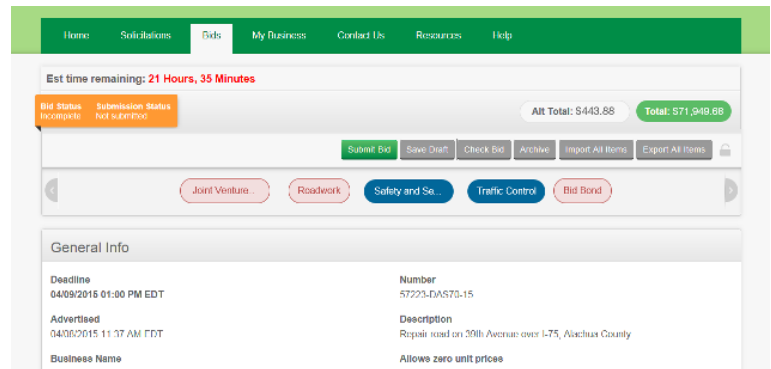 Home Solicitations Bids My Business Contact Us Resources Help
Est time remaining: 21 Hours, 35 Minutes
Bid Status Submission Status
Incomplete Not submitted
Alt Total: $443.88 Total: $71,949.68
Submit Bid Save Draft Check Bid Archive Import All Items Export All Items
Joint Venture... Roadwork Safety and Se... Traffic Control Bid Bond
General Info
Deadline Number
04/09/2015 01:00 PM EDT 57223-DAS70-15
Advertised Description
04/08/2015 11:37 AM EDT Repair road on 39th Avenue over I-75, Alachua County
Business Name Allows zero unit prices